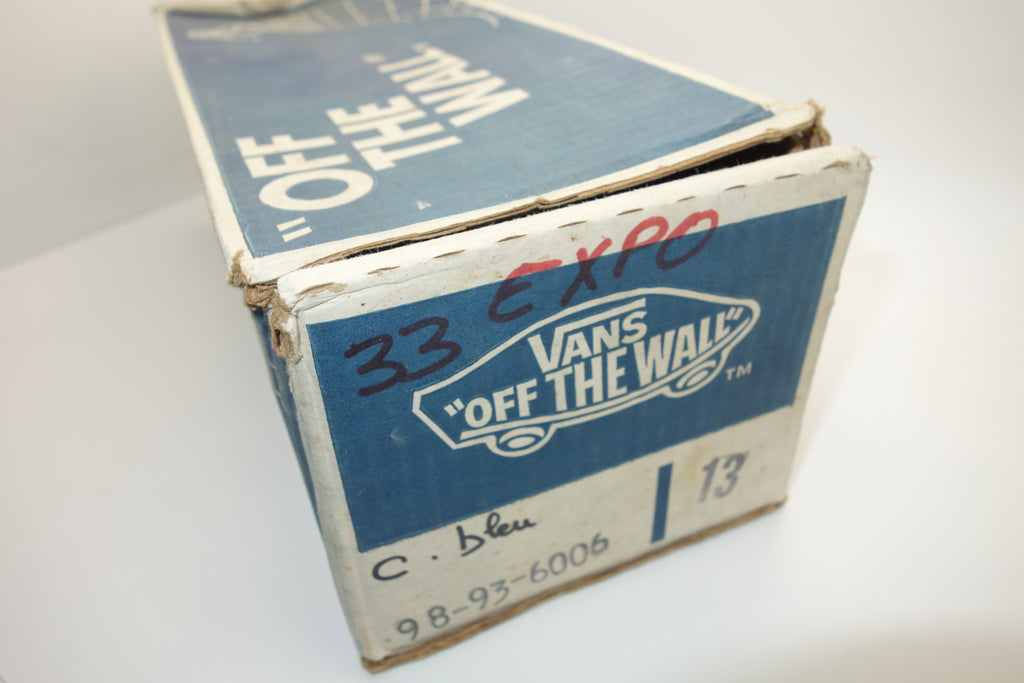 "OFF
THE
WALL"
33 EXPO
VANS
"OFF THE WALL"
TM
C. bleu
13
98-93-6006